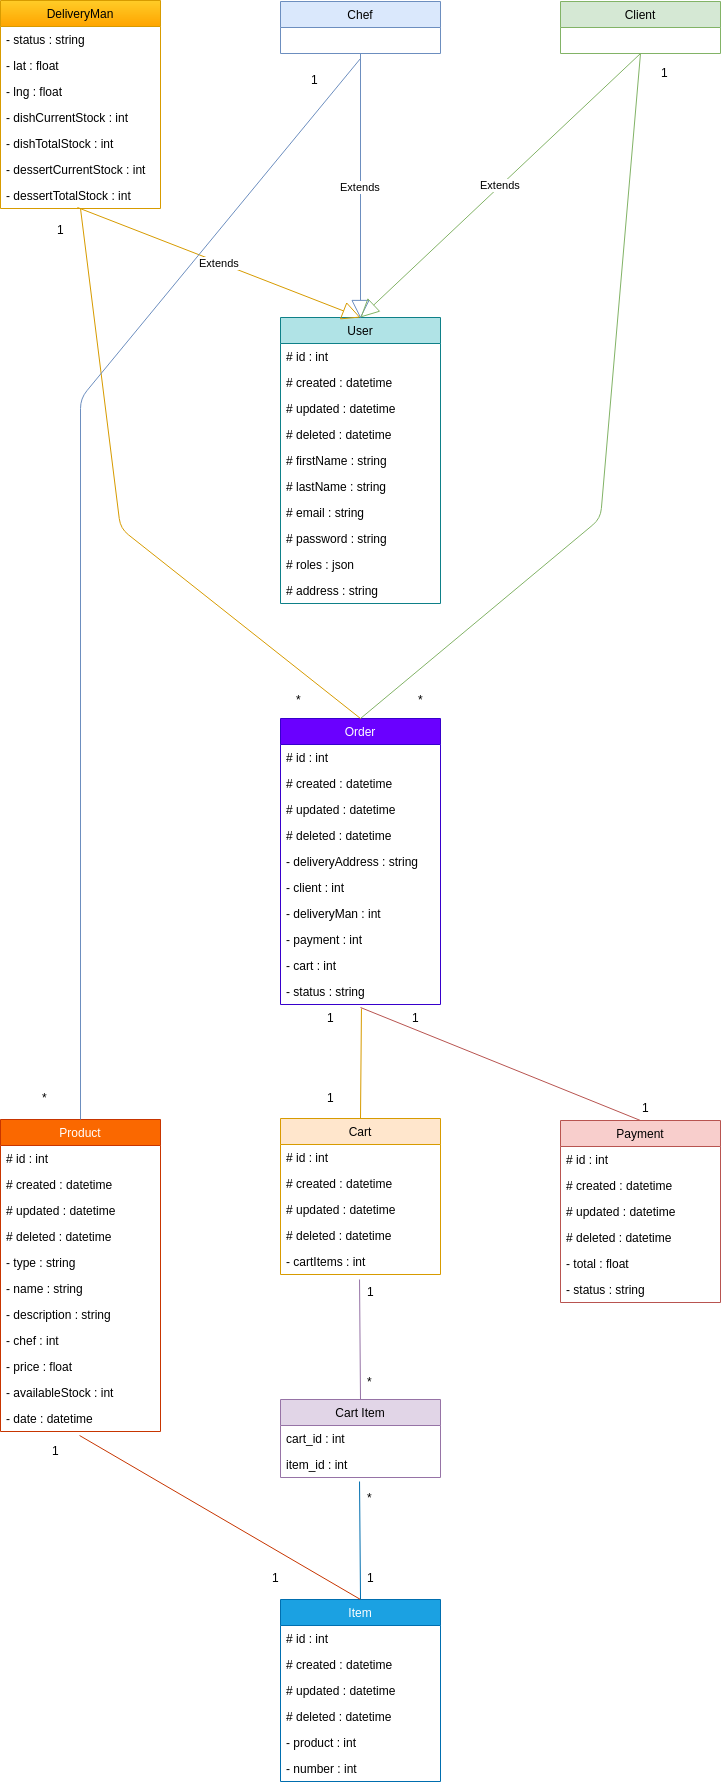 DeliveryMan
- status : string
- lat : float
- lng : float
- dishCurrentStock : int
- dishTotalStock : int
- dessertCurrentStock : int
- dessertTotalStock : int
1
Chef
1
Client
1
Extends
Extends
Extends
User
# id : int
# created : datetime
# updated : datetime
# deleted : datetime
# firstName : string
# lastName : string
# email : string
# password : string
# roles : json
# address : string
*
*
Order
# id : int
# created : datetime
# updated : datetime
# deleted : datetime
- deliveryAddress : string
- client : int
- deliveryMan : int
- payment : int
- cart : int
- status : string
1
1
*
1
1
Product
# id : int
# created : datetime
# updated : datetime
# deleted : datetime
- type : string
- name : string
- description : string
- chef : int
- price : float
- availableStock : int
- date : datetime
1
Cart
# id : int
# created : datetime
# updated : datetime
# deleted : datetime
- cartItems : int
1
Payment
# id : int
# created : datetime
# updated : datetime
# deleted : datetime
- total : float
- status : string
*
Cart Item
cart_id : int
item_id : int
*
1
1
Item
# id : int
# created : datetime
# updated : datetime
# deleted : datetime
- product : int
- number : int